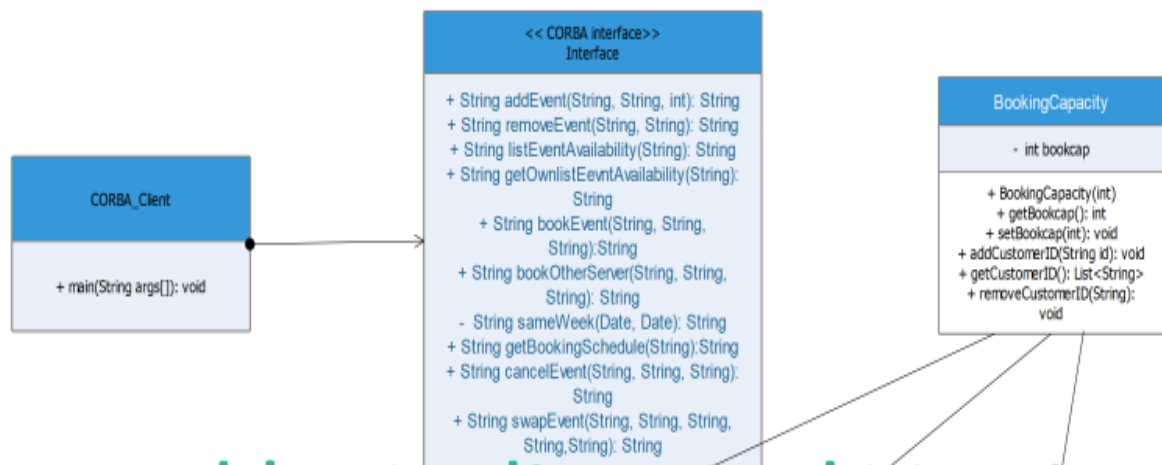 << CORBA interface>>
Interface
+ String addEvent(String, String, int): String
+ String removeEvent(String, String): String
+ String listEventAvailability(String): String
+ String getOwnlistEevntAvailability(String):
String
+ String bookEvent(String, String,
String):String
+ String bookOtherServer(String, String,
String): String
- String sameWeek(Date, Date): String
+ String getBookingSchedule(String):String
+ String cancelEvent(String, String, String):
String
+ String swapEvent(String, String, String,
String,String): String
CORBA_Client
+ main(String args[]): void
BookingCapacity
- int bookcap
+ BookingCapacity(int)
+ getBookcap(): int
+ setBookcap(int): void
+ addCustomerID(String id): void
+ getCustomerID(): List<String>
+ removeCustomerID(String):
void